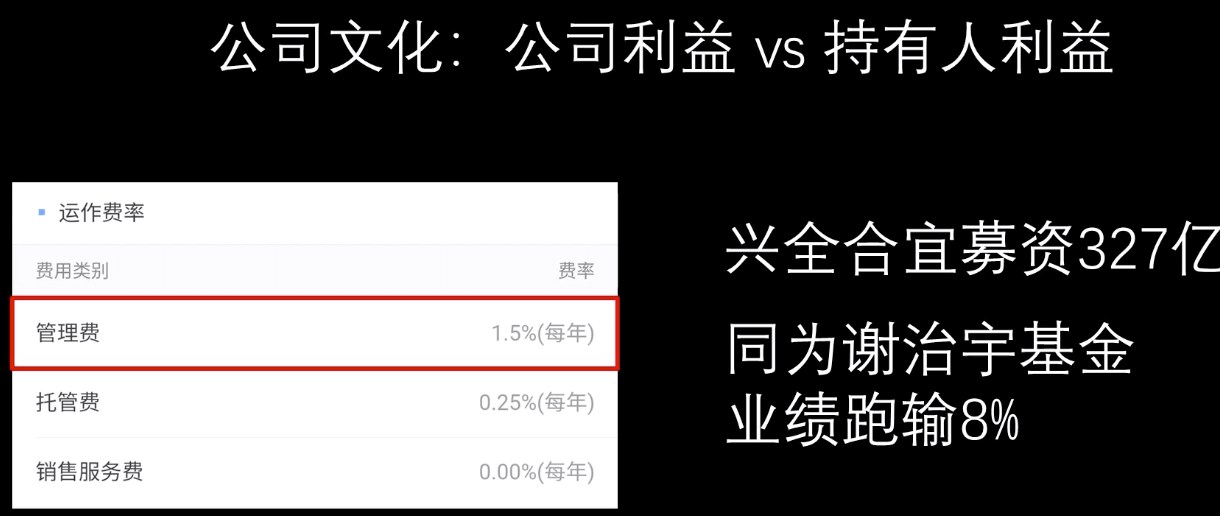 公司文化：公司利益 vs 持有人利益
运作费率
费用类别 费率
管理费 1.5%(每年)
托管费 0.25%(每年)
销售服务费 0.00%(每年)
兴全合宜募资327亿
同为谢治宇基金
业绩跑输8%